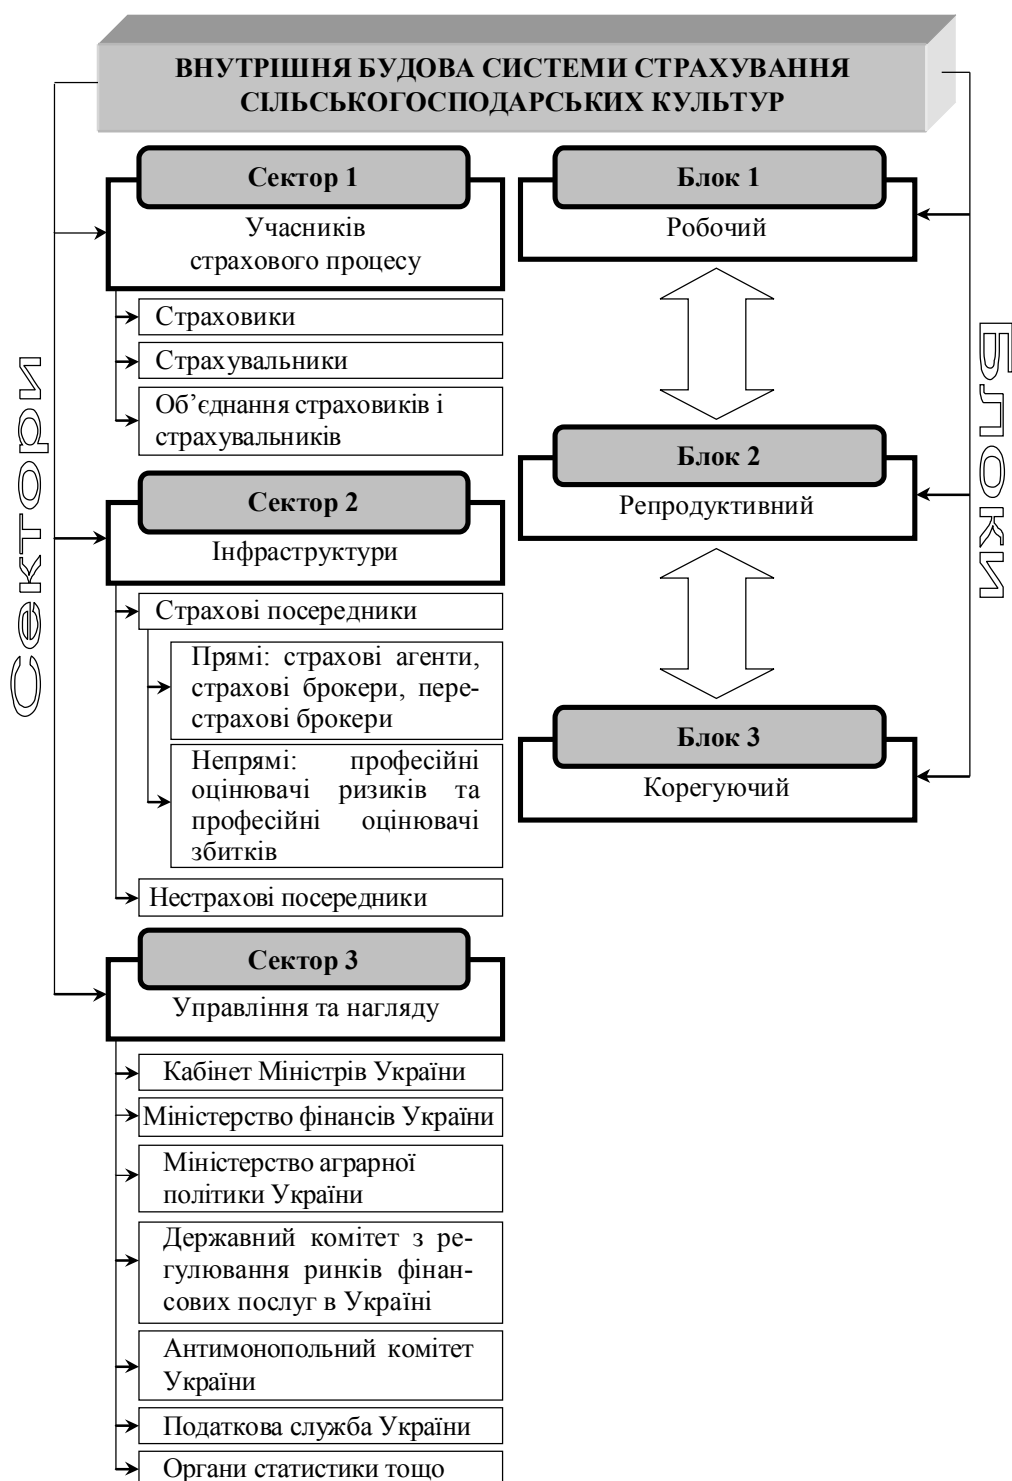 ВНУТРІШНЯ БУДОВА СИСТЕМИ СТРАХУВАННЯ
СІЛЬСЬКОГОСПОДАРСЬКИХ КУЛЬТУР
Сектори
Сектор 1
Учасників
страхового процесу
Страховики
Страхувальники
Об’єднання страховиків і
страхувальників
Сектор 2
Інфраструктури
Страхові посередники
Прямі: страхові агенти,
страхові брокери, пере-
страхові брокери
Непрямі: професійні
оцінювачі ризиків та
професійні оцінювачі
збитків
Нестрахові посередники
Сектор 3
Управління та нагляду
Кабінет Міністрів України
Міністерство фінансів України
Міністерство аграрної
політики України
Державний комітет з ре-
гулювання ринків фінан-
сових послуг в Україні
Антимонопольний комітет
України
Податкова служба України
Органи статистики тощо
Блок 1
Робочий
Блок 2
Репродуктивний
Блок 3
Корегуючий
Блоки